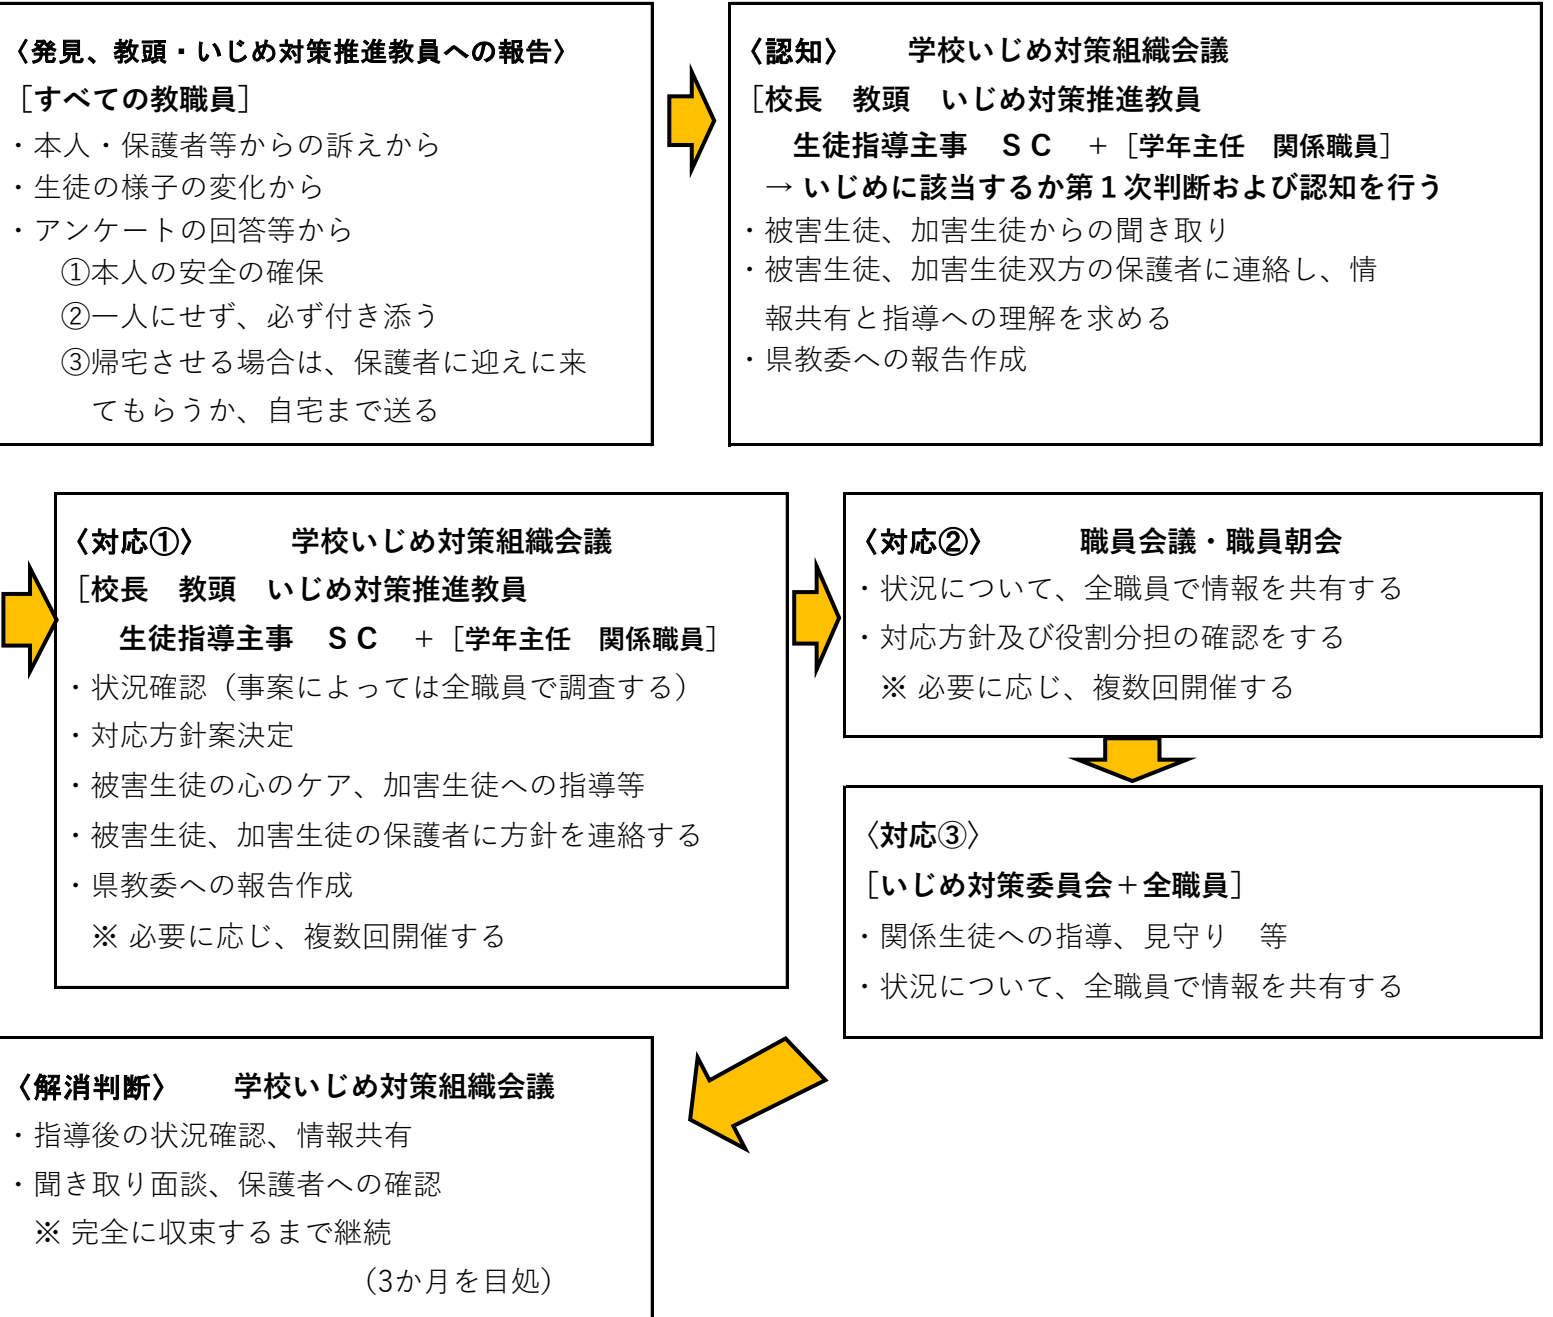 〈発見、教頭・いじめ対策推進教員への報告〉
［すべての教職員］
・本人・保護者等からの訴えから
・生徒の様子の変化から
・アンケートの回答等から
①本人の安全の確保
②一人にせず、必ず付き添う
③帰宅させる場合は、保護者に迎えに来
てもらうか、自宅まで送る
〈認知〉　　学校いじめ対策組織会議
［校長　教頭　いじめ対策推進教員
生徒指導主事　ＳＣ　＋［学年主任　関係職員］
→ いじめに該当するか第１次判断および認知を行う
・被害生徒、加害生徒からの聞き取り
・被害生徒、加害生徒双方の保護者に連絡し、情
報共有と指導への理解を求める
・県教委への報告作成
〈対応①〉　　　学校いじめ対策組織会議
［校長　教頭　いじめ対策推進教員
生徒指導主事　ＳＣ　＋［学年主任　関係職員］
・状況確認（事案によっては全職員で調査する）
・対応方針案決定
・被害生徒の心のケア、加害生徒への指導等
・被害生徒、加害生徒の保護者に方針を連絡する
・県教委への報告作成
※ 必要に応じ、複数回開催する
〈対応②〉　　　職員会議・職員朝会
・状況について、全職員で情報を共有する
・対応方針及び役割分担の確認をする
※ 必要に応じ、複数回開催する
〈対応③〉
［いじめ対策委員会＋全職員］
・関係生徒への指導、見守り　等
・状況について、全職員で情報を共有する
〈解消判断〉　　学校いじめ対策組織会議
・指導後の状況確認、情報共有
・聞き取り面談、保護者への確認
※ 完全に収束するまで継続
（3か月を目処）